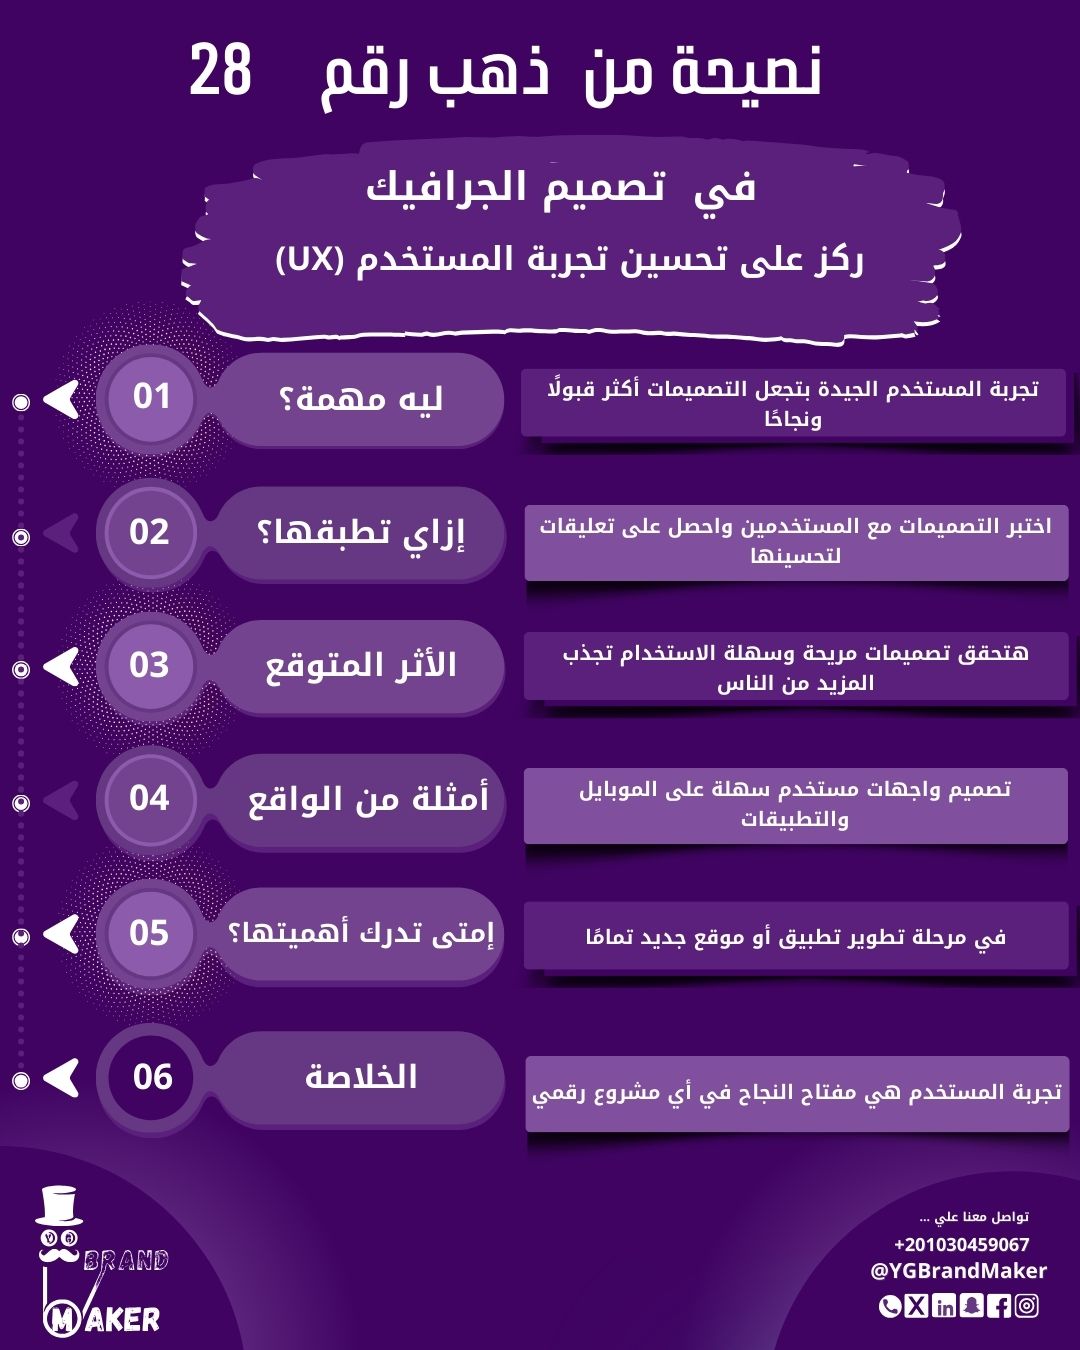 نصيحة من ذهب رقم 28
في تصميم الجرافيك
ركز على تحسين تجربة المستخدم (UX)
01
ليه مهمة؟
تجربة المستخدم الجيدة بتجعل التصميمات أكثر قبولًا
ونجاحًا
02
إزاي تطبقها؟
اختبر التصميمات مع المستخدمين واحصل على تعليقات
لتحسينها
03
الأثر المتوقع
هتحقق تصميمات مريحة وسهلة الاستخدام تجذب
المزيد من الناس
04
أمثلة من الواقع
تصميم واجهات مستخدم سهلة على الموبايل
والتطبيقات
05
إمتى تدرك أهميتها؟
في مرحلة تطوير تطبيق أو موقع جديد تمامًا
06
الخلاصة
تجربة المستخدم هي مفتاح النجاح في أي مشروع رقمي
تواصل معنا علي ...
+201030459067
@YGBrandMaker
YG
BRAND
MAKER